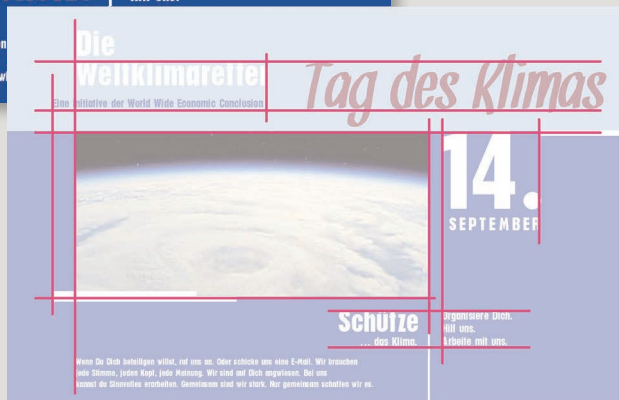 Die
Weltklimaretter
Tag des Klimas
Eine Initiative der World Wide Economic Conclusion
14.
SEPTEMBER
Schütze
... das Klima.
Organisiere Dich.
Hilf uns.
Arbeite mit uns.
Wenn Du Dich beteiligen willst, ruf uns an. Oder schicke uns eine E-Mail. Wir brauchen
jede Stimme, jeden Kopf, jede Meinung. Wir sind auf Dich angwiesen. Bei uns
kannst du Sinnvolles erarbeiten. Gemeinsam sind wir stark. Nur gemeinsam schaffen wir es.